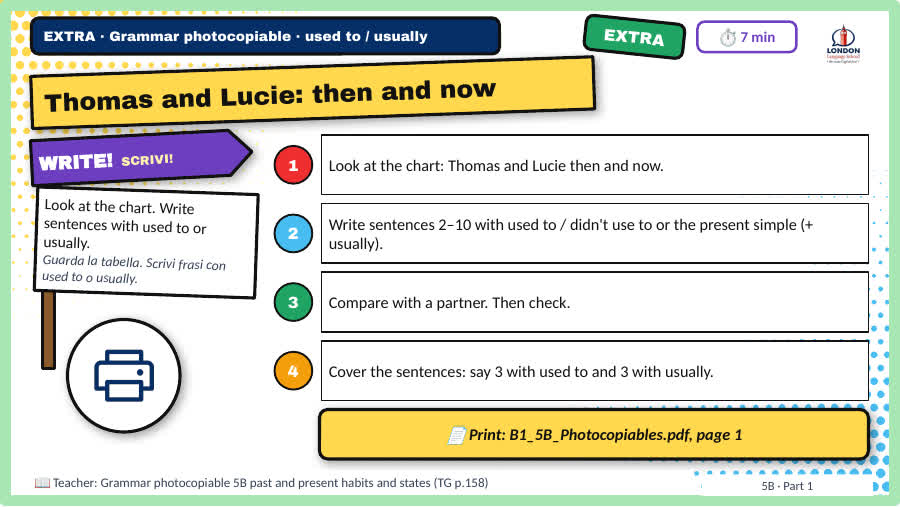 EXTRA · Grammar photocopiable · used to / usually
EXTRA
7 min
LONDON
Language School
Thomas and Lucie: then and now
WRITE! SCRIVI!
Look at the chart. Write
sentences with used to or
usually.
Guarda la tabella. Scrivi frasi con
used to o usually.
1
Look at the chart: Thomas and Lucie then and now.
2
Write sentences 2–10 with used to / didn't use to or the present simple (+
usually).
3
Compare with a partner. Then check.
4
Cover the sentences: say 3 with used to and 3 with usually.
Print: B1_5B_Photocopiables.pdf, page 1
Teacher: Grammar photocopiable 5B past and present habits and states (TG p.158)
5B · Part 1